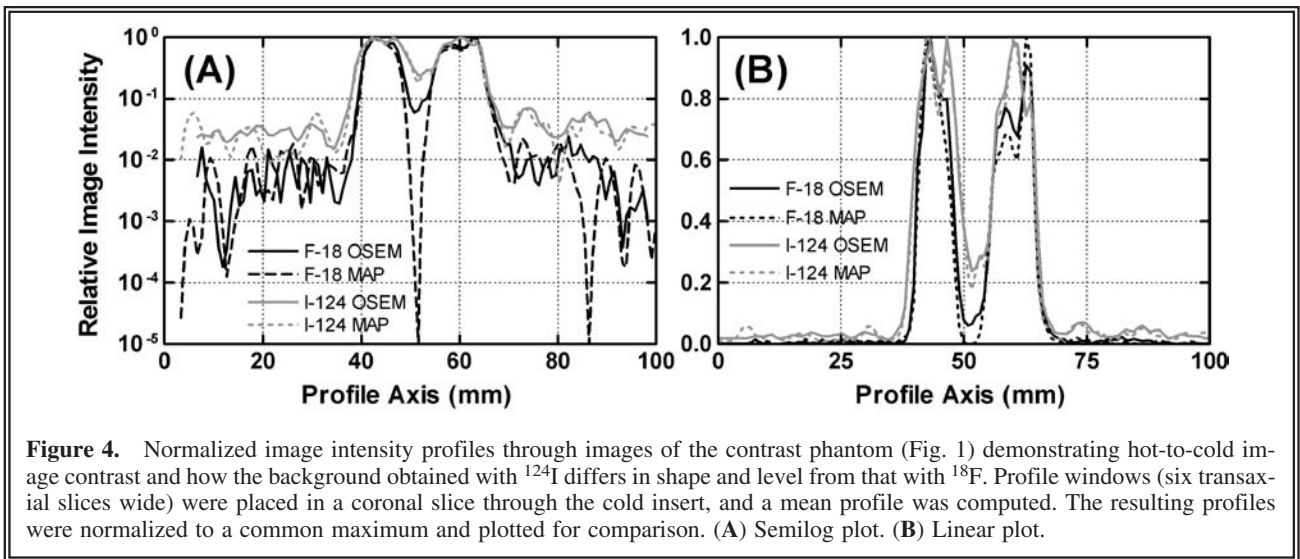 (A)
Relative Image Intensity
10⁰
10⁻¹
10⁻²
10⁻³
10⁻⁴
10⁻⁵
F-18 OSEM
F-18 MAP
I-124 OSEM
I-124 MAP
0 20 40 60 80 100
Profile Axis (mm)
(B)
1.0
0.8
0.6
0.4
0.2
0.0
F-18 OSEM
F-18 MAP
I-124 OSEM
I-124 MAP
0 25 50 75 100
Profile Axis (mm)
Figure 4. Normalized image intensity profiles through images of the contrast phantom (Fig. 1) demonstrating hot-to-cold im-
age contrast and how the background obtained with ¹²⁴I differs in shape and level from that with ¹⁸F. Profile windows (six transax-
ial slices wide) were placed in a coronal slice through the cold insert, and a mean profile was computed. The resulting profiles
were normalized to a common maximum and plotted for comparison. (A) Semilog plot. (B) Linear plot.